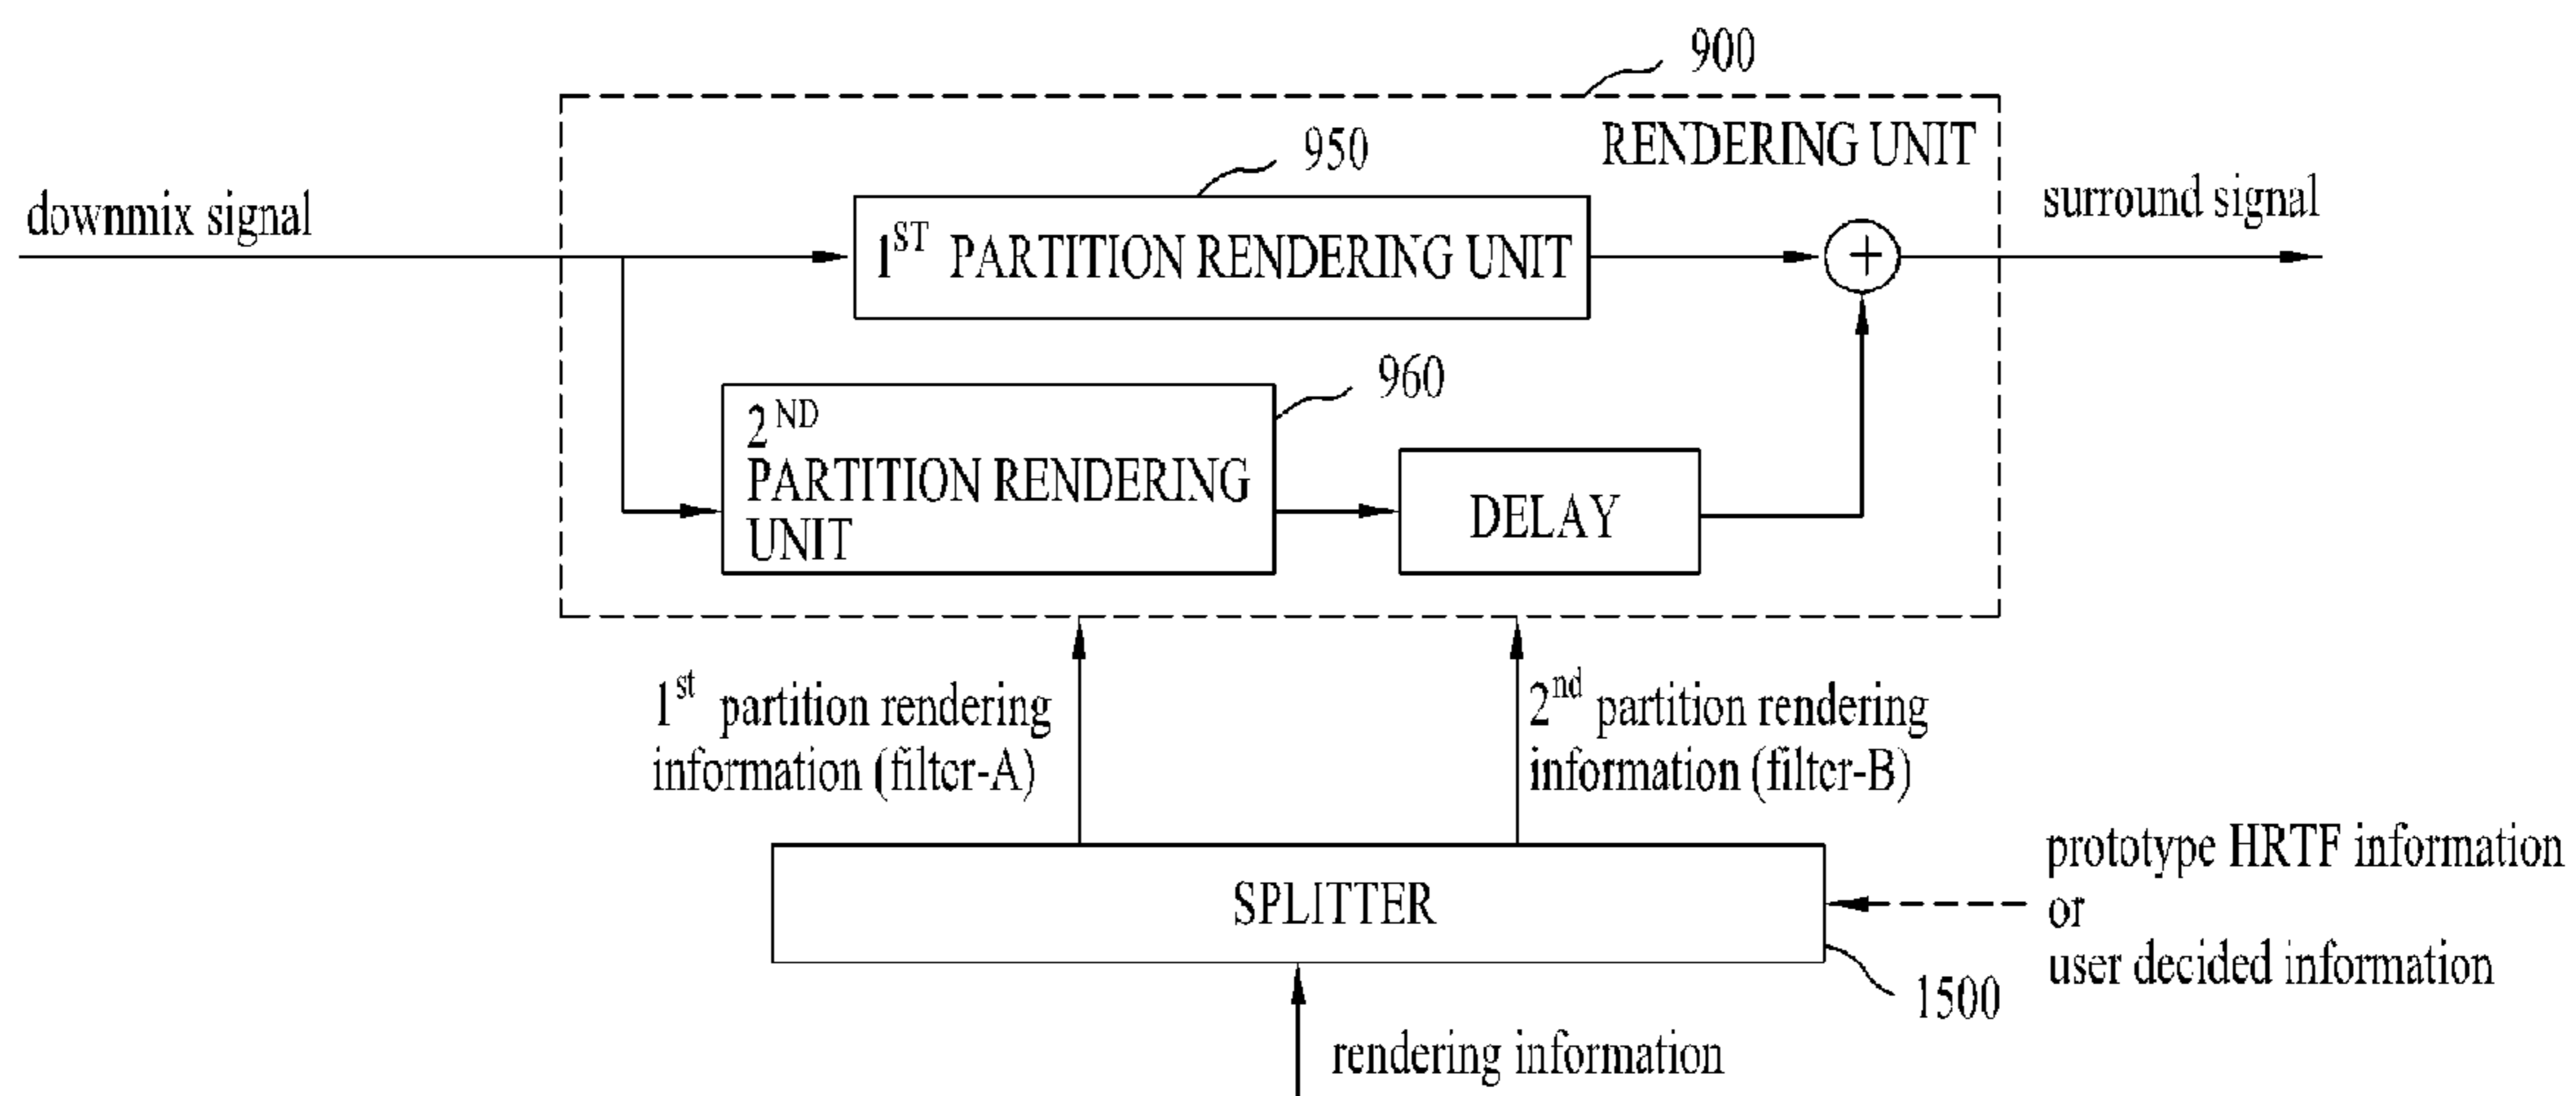 900
RENDERING UNIT
950
downmix signal
surround signal
1ST PARTITION RENDERING UNIT
+
960
2ND
PARTITION RENDERING
UNIT
DELAY
1st partition rendering
information (filter-A)
2nd partition rendering
information (filter-B)
prototype HRTF information
or
user decided information
SPLITTER
1500
rendering information